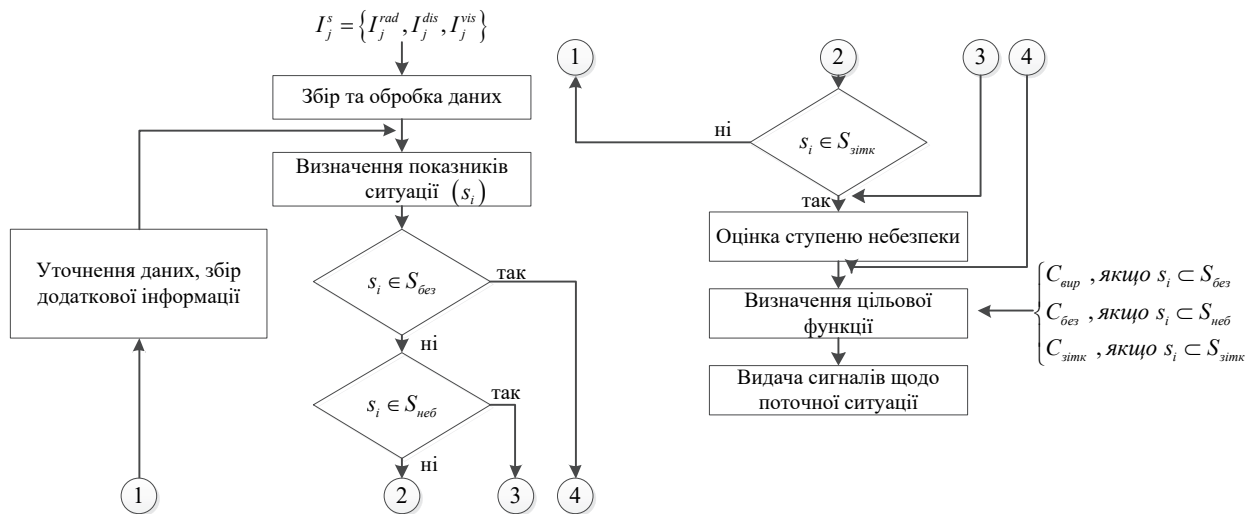 I_j^s = {I_j^rad, I_j^dis, I_j^vis}
Збір та обробка даних
Визначення показників
ситуації (s_i)
Уточнення даних, збір
додаткової інформації
s_i ∈ S_без
так
ні
s_i ∈ S_неб
так
ні
1
2
3
4
1
2
3
4
ні
s_i ∈ S_зітк
так
Оцінка ступеню небезпеки
Визначення цільової
функції
C_вир , якщо s_i ⊂ S_без
C_без , якщо s_i ⊂ S_неб
C_зітк , якщо s_i ⊂ S_зітк
Видача сигналів щодо
поточної ситуації